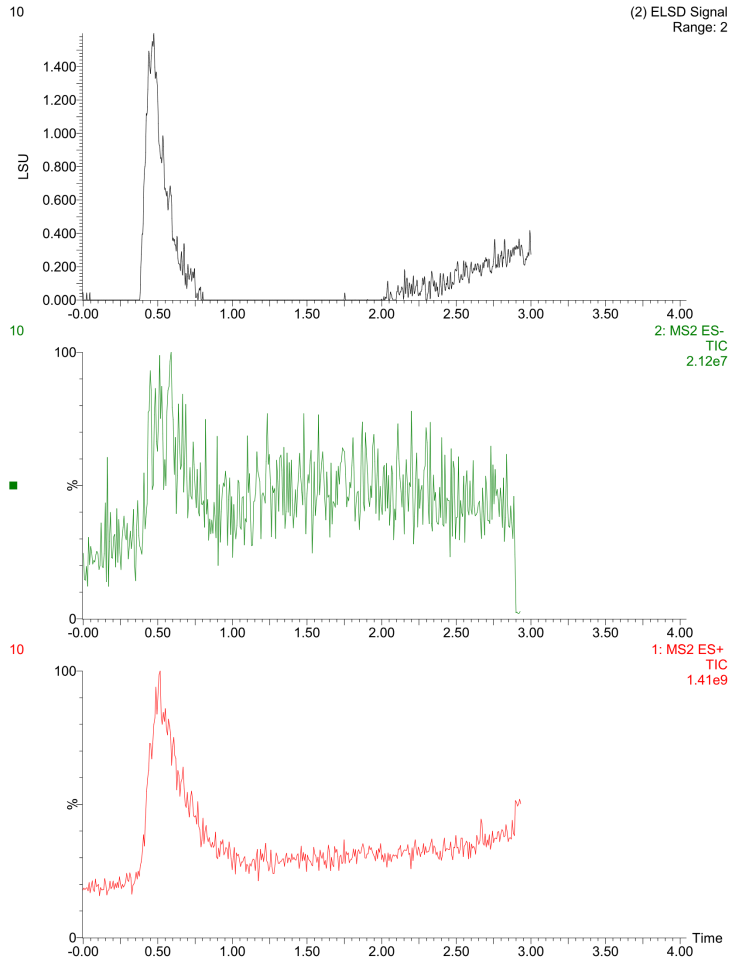 10
(2) ELSD Signal
Range: 2
1.400
1.200
1.000
LSU
0.800
0.600
0.400
0.200
0.000
-0.00 0.50 1.00 1.50 2.00 2.50 3.00 3.50 4.00
10
2: MS2 ES-
TIC
2.12e7
100
%
0
-0.00 0.50 1.00 1.50 2.00 2.50 3.00 3.50 4.00
10
1: MS2 ES+
TIC
1.41e9
100
%
0
Time
-0.00 0.50 1.00 1.50 2.00 2.50 3.00 3.50 4.00